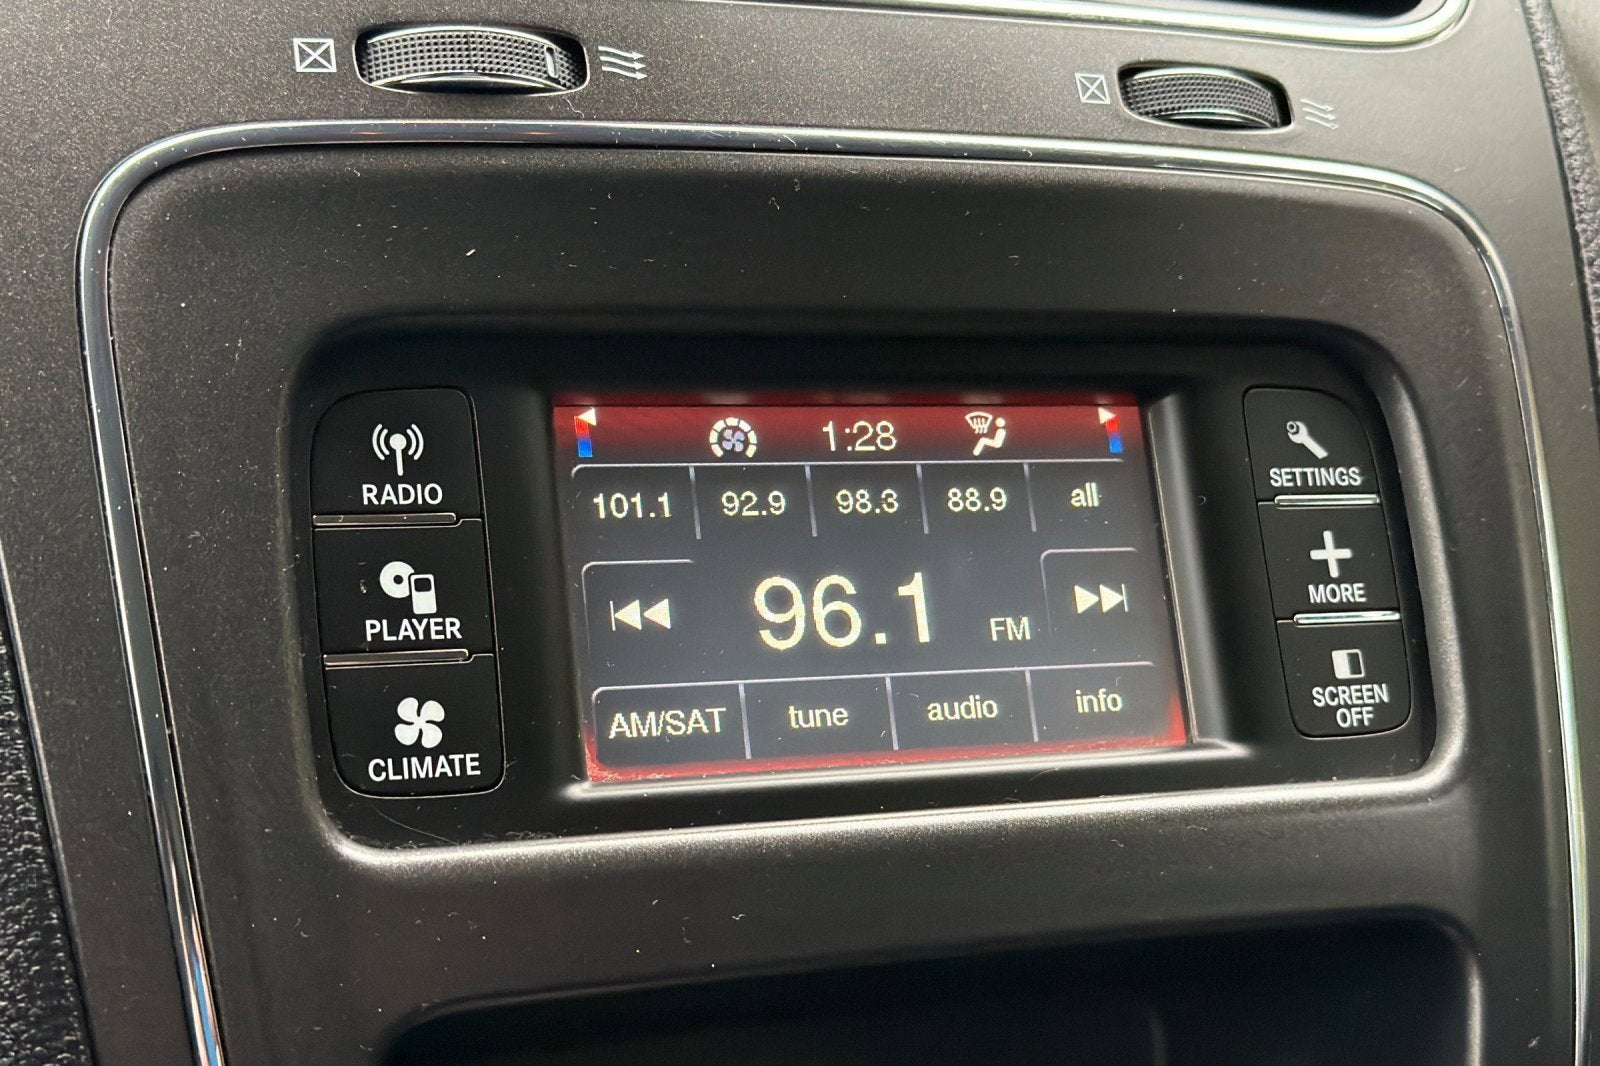 1:28
101.1 92.9 98.3 88.9 all
96.1 FM
AM/SAT tune audio info
RADIO
PLAYER
CLIMATE
SETTINGS
MORE
SCREEN
OFF